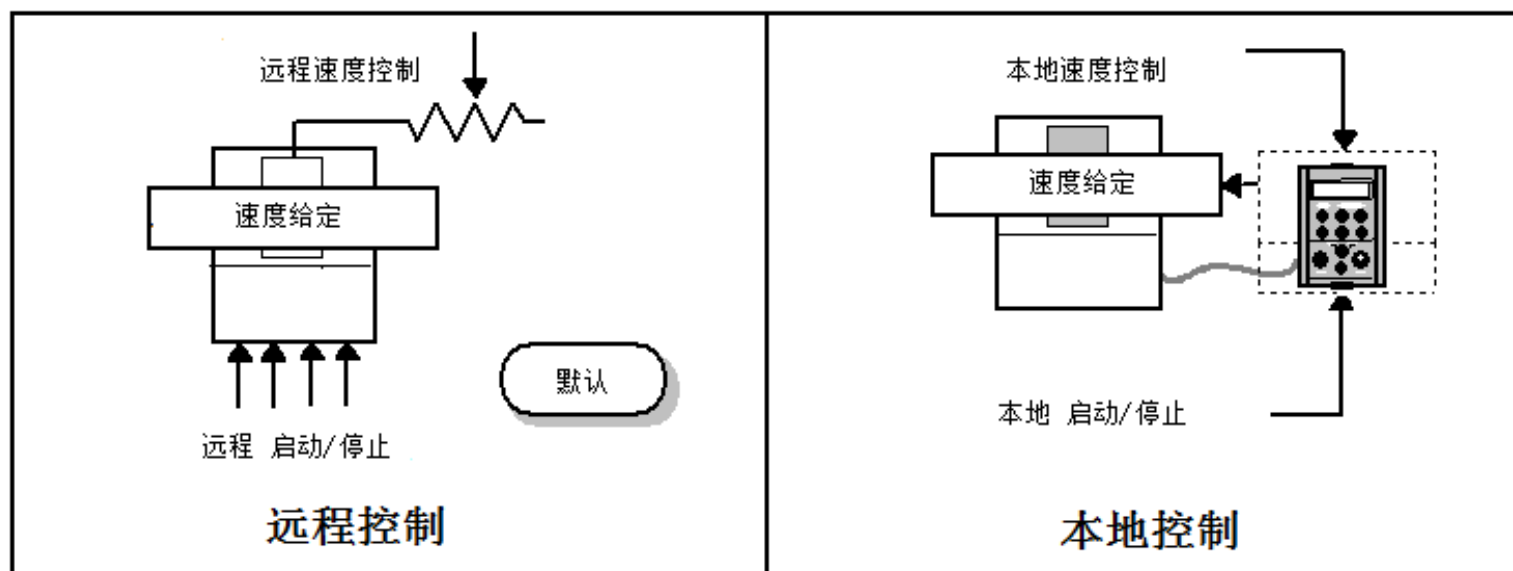 远程速度控制
速度给定
默认
远程 启动/停止
远程控制
本地速度控制
速度给定
本地 启动/停止
本地控制